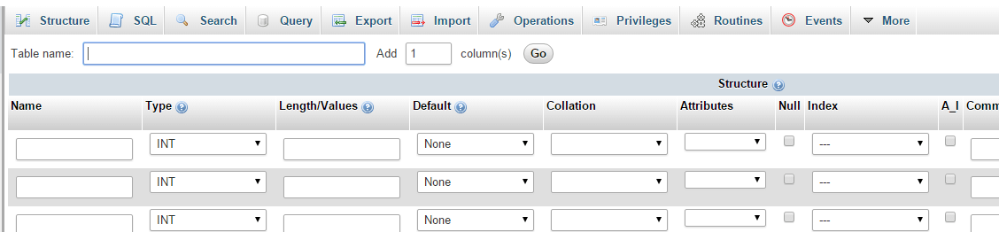 Structure SQL Search Query Export Import Operations Privileges Routines Events More
Table name: Add 1 column(s) Go
Structure
Name Type Length/Values Default Collation Attributes Null Index A_I Comm
INT None ---
INT None ---
INT None ---